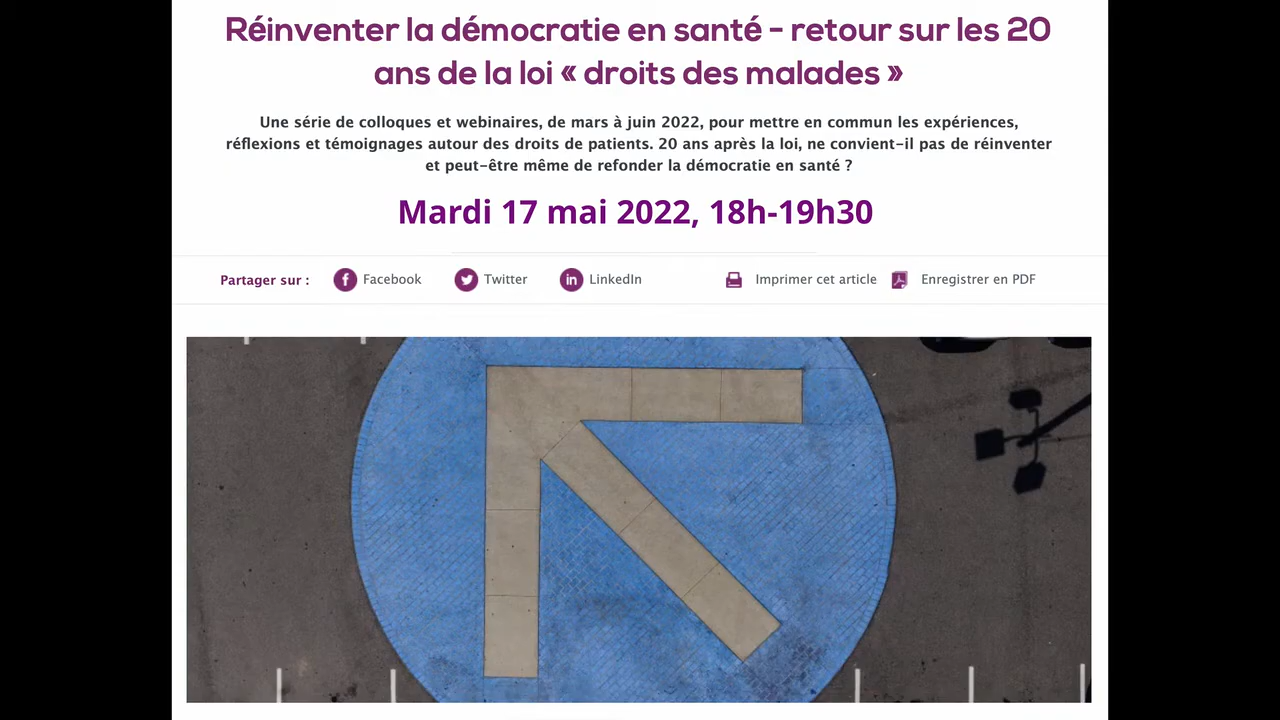 Réinventer la démocratie en santé - retour sur les 20
ans de la loi « droits des malades »
Une série de colloques et webinaires, de mars à juin 2022, pour mettre en commun les expériences,
réflexions et témoignages autour des droits de patients. 20 ans après la loi, ne convient-il pas de réinventer
et peut-être même de refonder la démocratie en santé ?
Mardi 17 mai 2022, 18h-19h30
Partager sur : Facebook Twitter LinkedIn Imprimer cet article Enregistrer en PDF